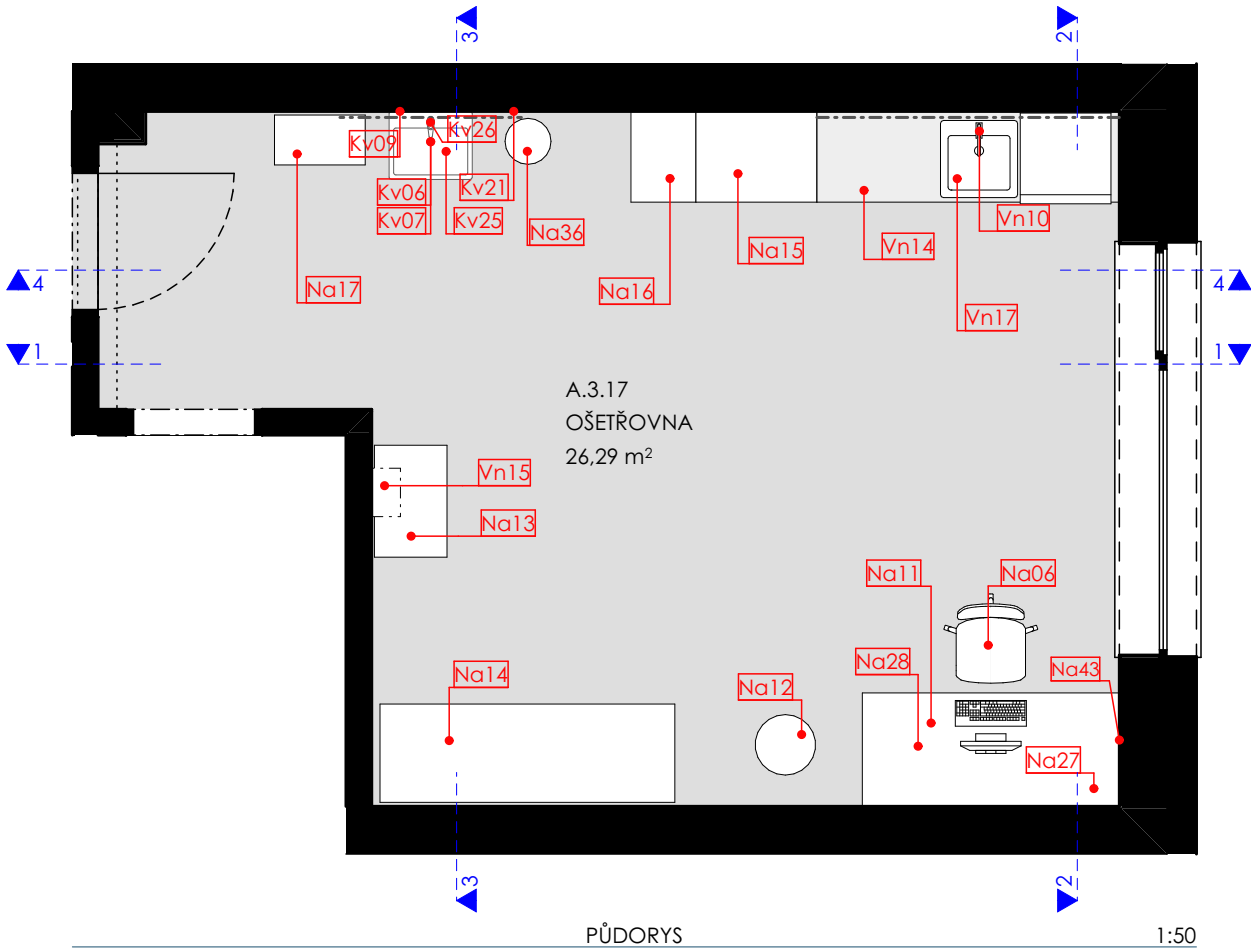 3
2
Kv09
Kv26
Kv06
Kv21
Kv07
Kv25
Na36
Na17
Na16
Na15
Vn14
Vn10
Vn17
4
4
1
1
A.3.17
OŠETŘOVNA
26,29 m²
Vn15
Na13
Na11
Na06
Na14
Na12
Na28
Na43
Na27
3
2
PŮDORYS
1:50